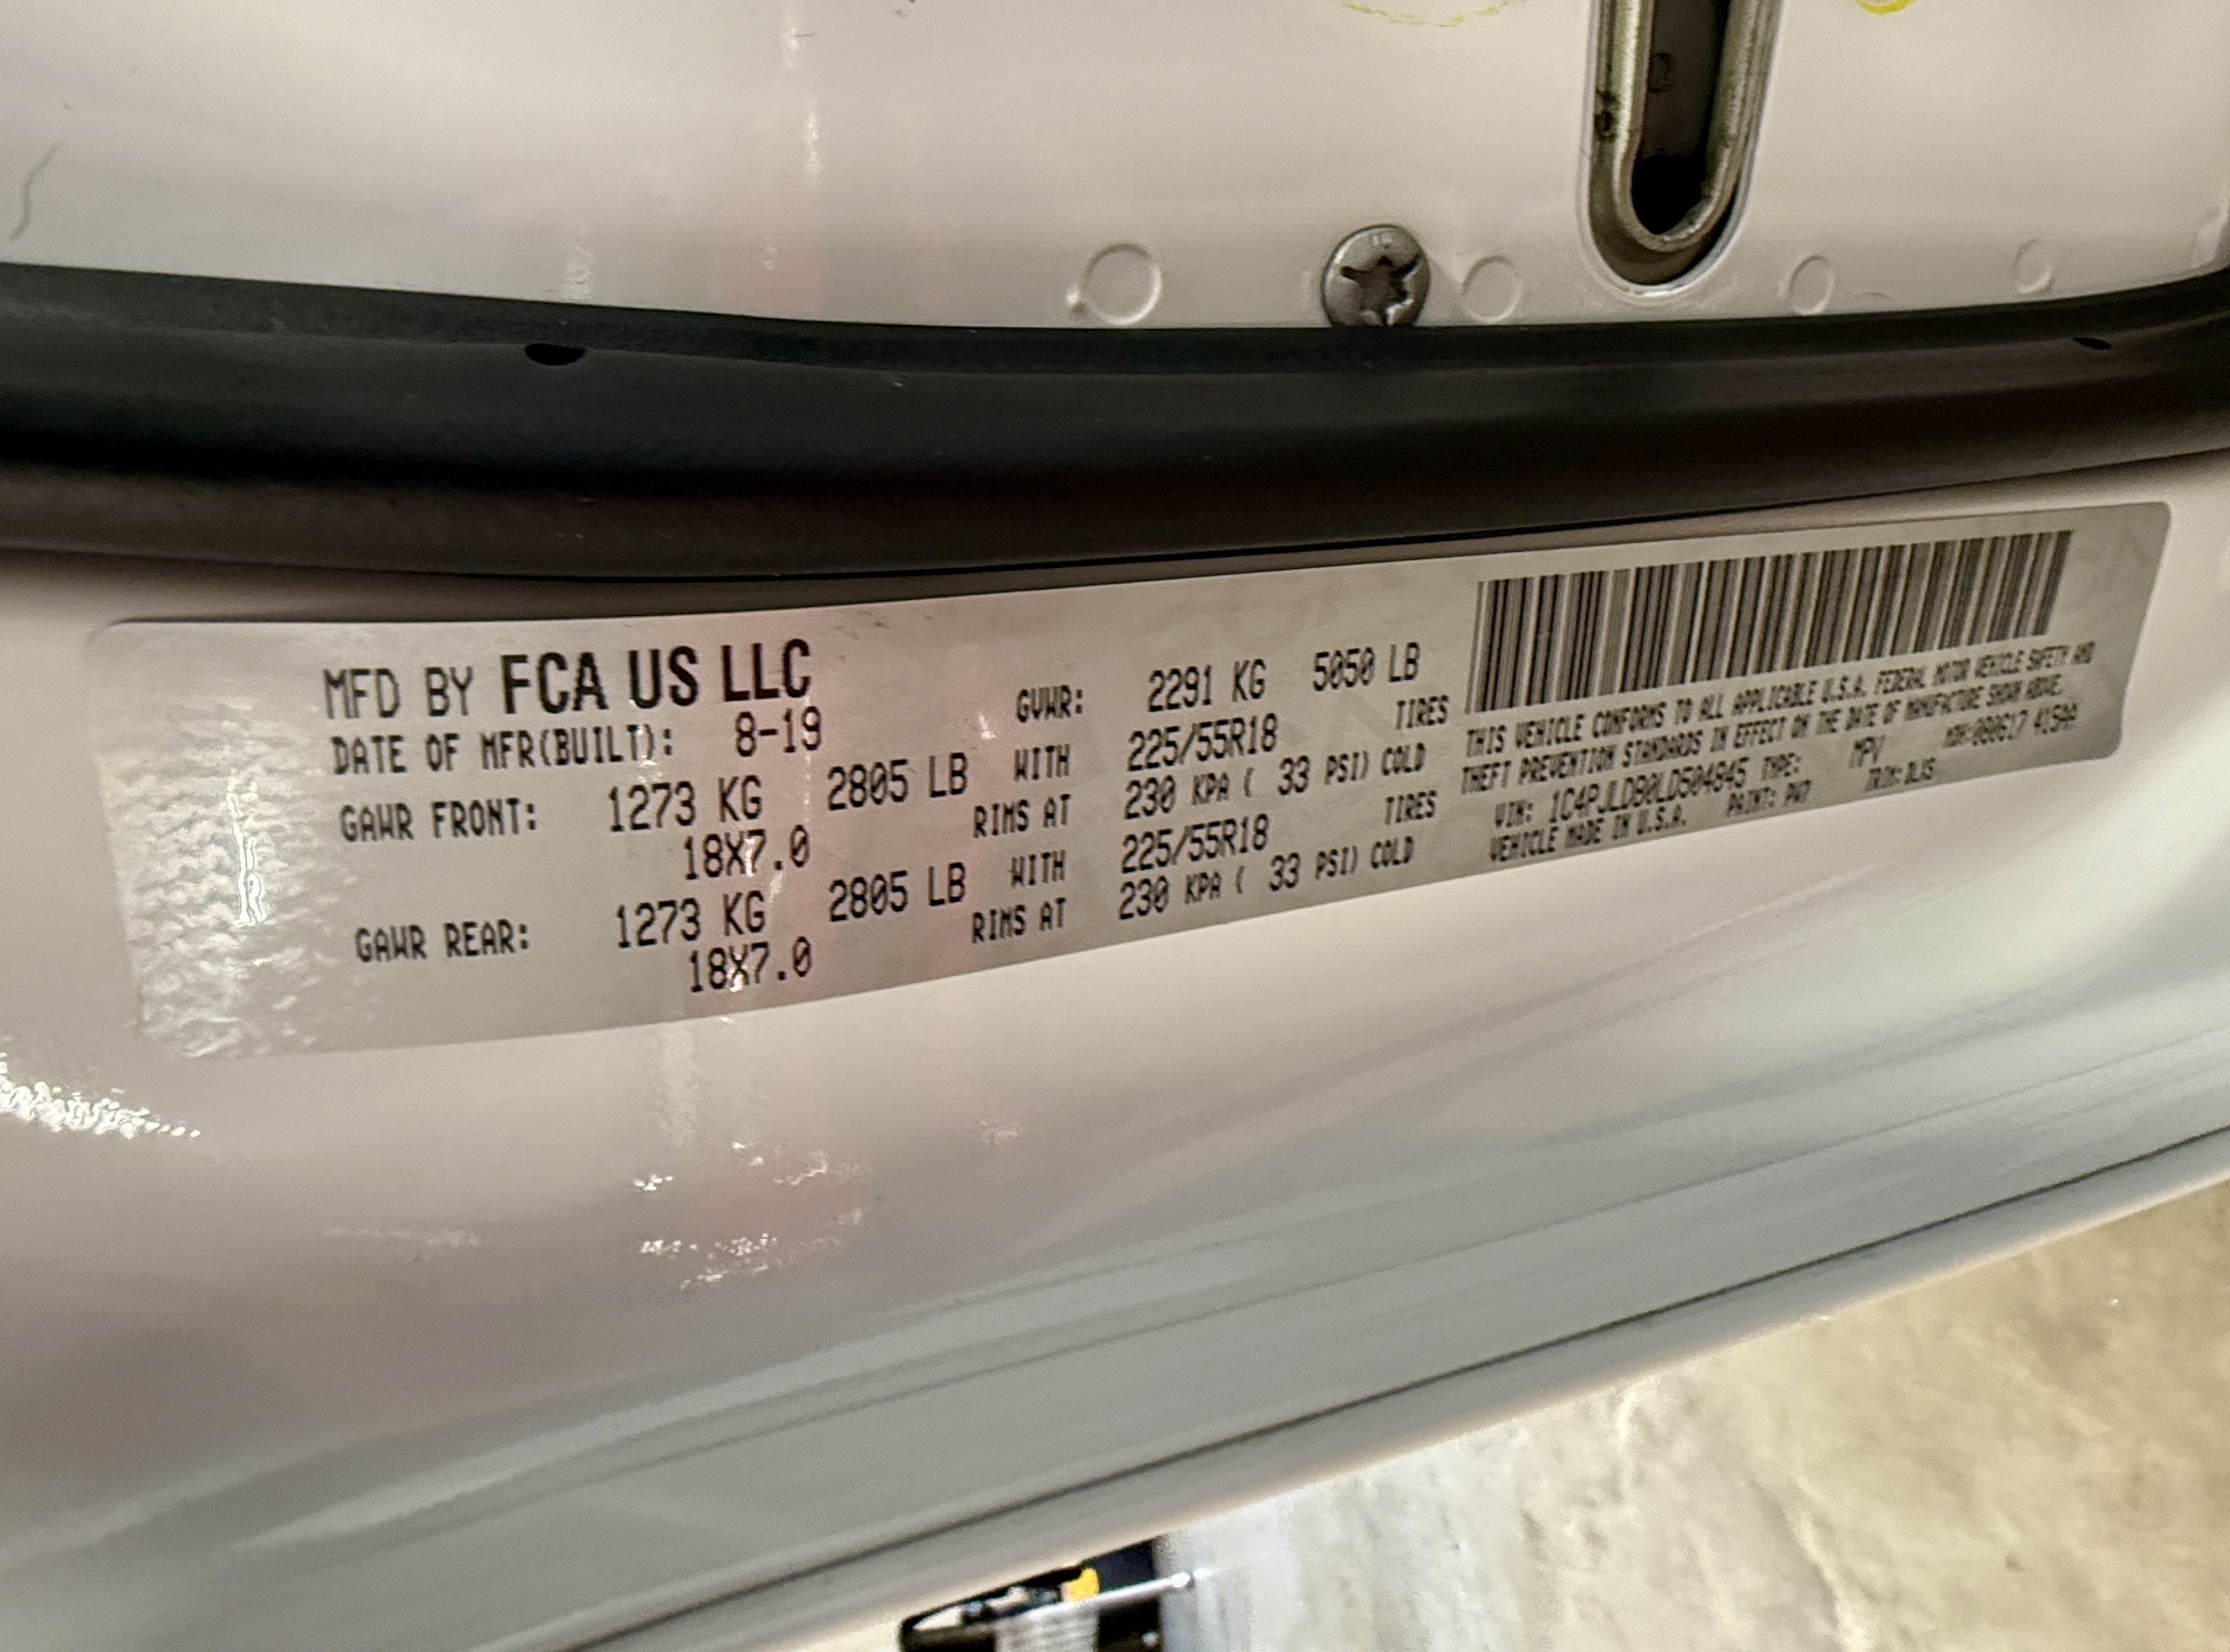 MFD BY FCA US LLC
DATE OF MFR(BUILT): 8-19
GVWR: 2291 KG 5050 LB
GAWR FRONT: 1273 KG 2805 LB WITH 225/55R18 TIRES
18X7.0 RIMS AT 230 KPA ( 33 PSI) COLD
GAWR REAR: 1273 KG 2805 LB WITH 225/55R18 TIRES
18X7.0 RIMS AT 230 KPA ( 33 PSI) COLD
THIS VEHICLE CONFORMS TO ALL APPLICABLE U.S.A. FEDERAL MOTOR VEHICLE SAFETY AND
THEFT PREVENTION STANDARDS IN EFFECT ON THE DATE OF MANUFACTURE SHOWN ABOVE.
VIN: 1C4PJLDB0LD504845 TYPE: MPV MDH:080617 415AA
VEHICLE MADE IN U.S.A. PAINT: PW7